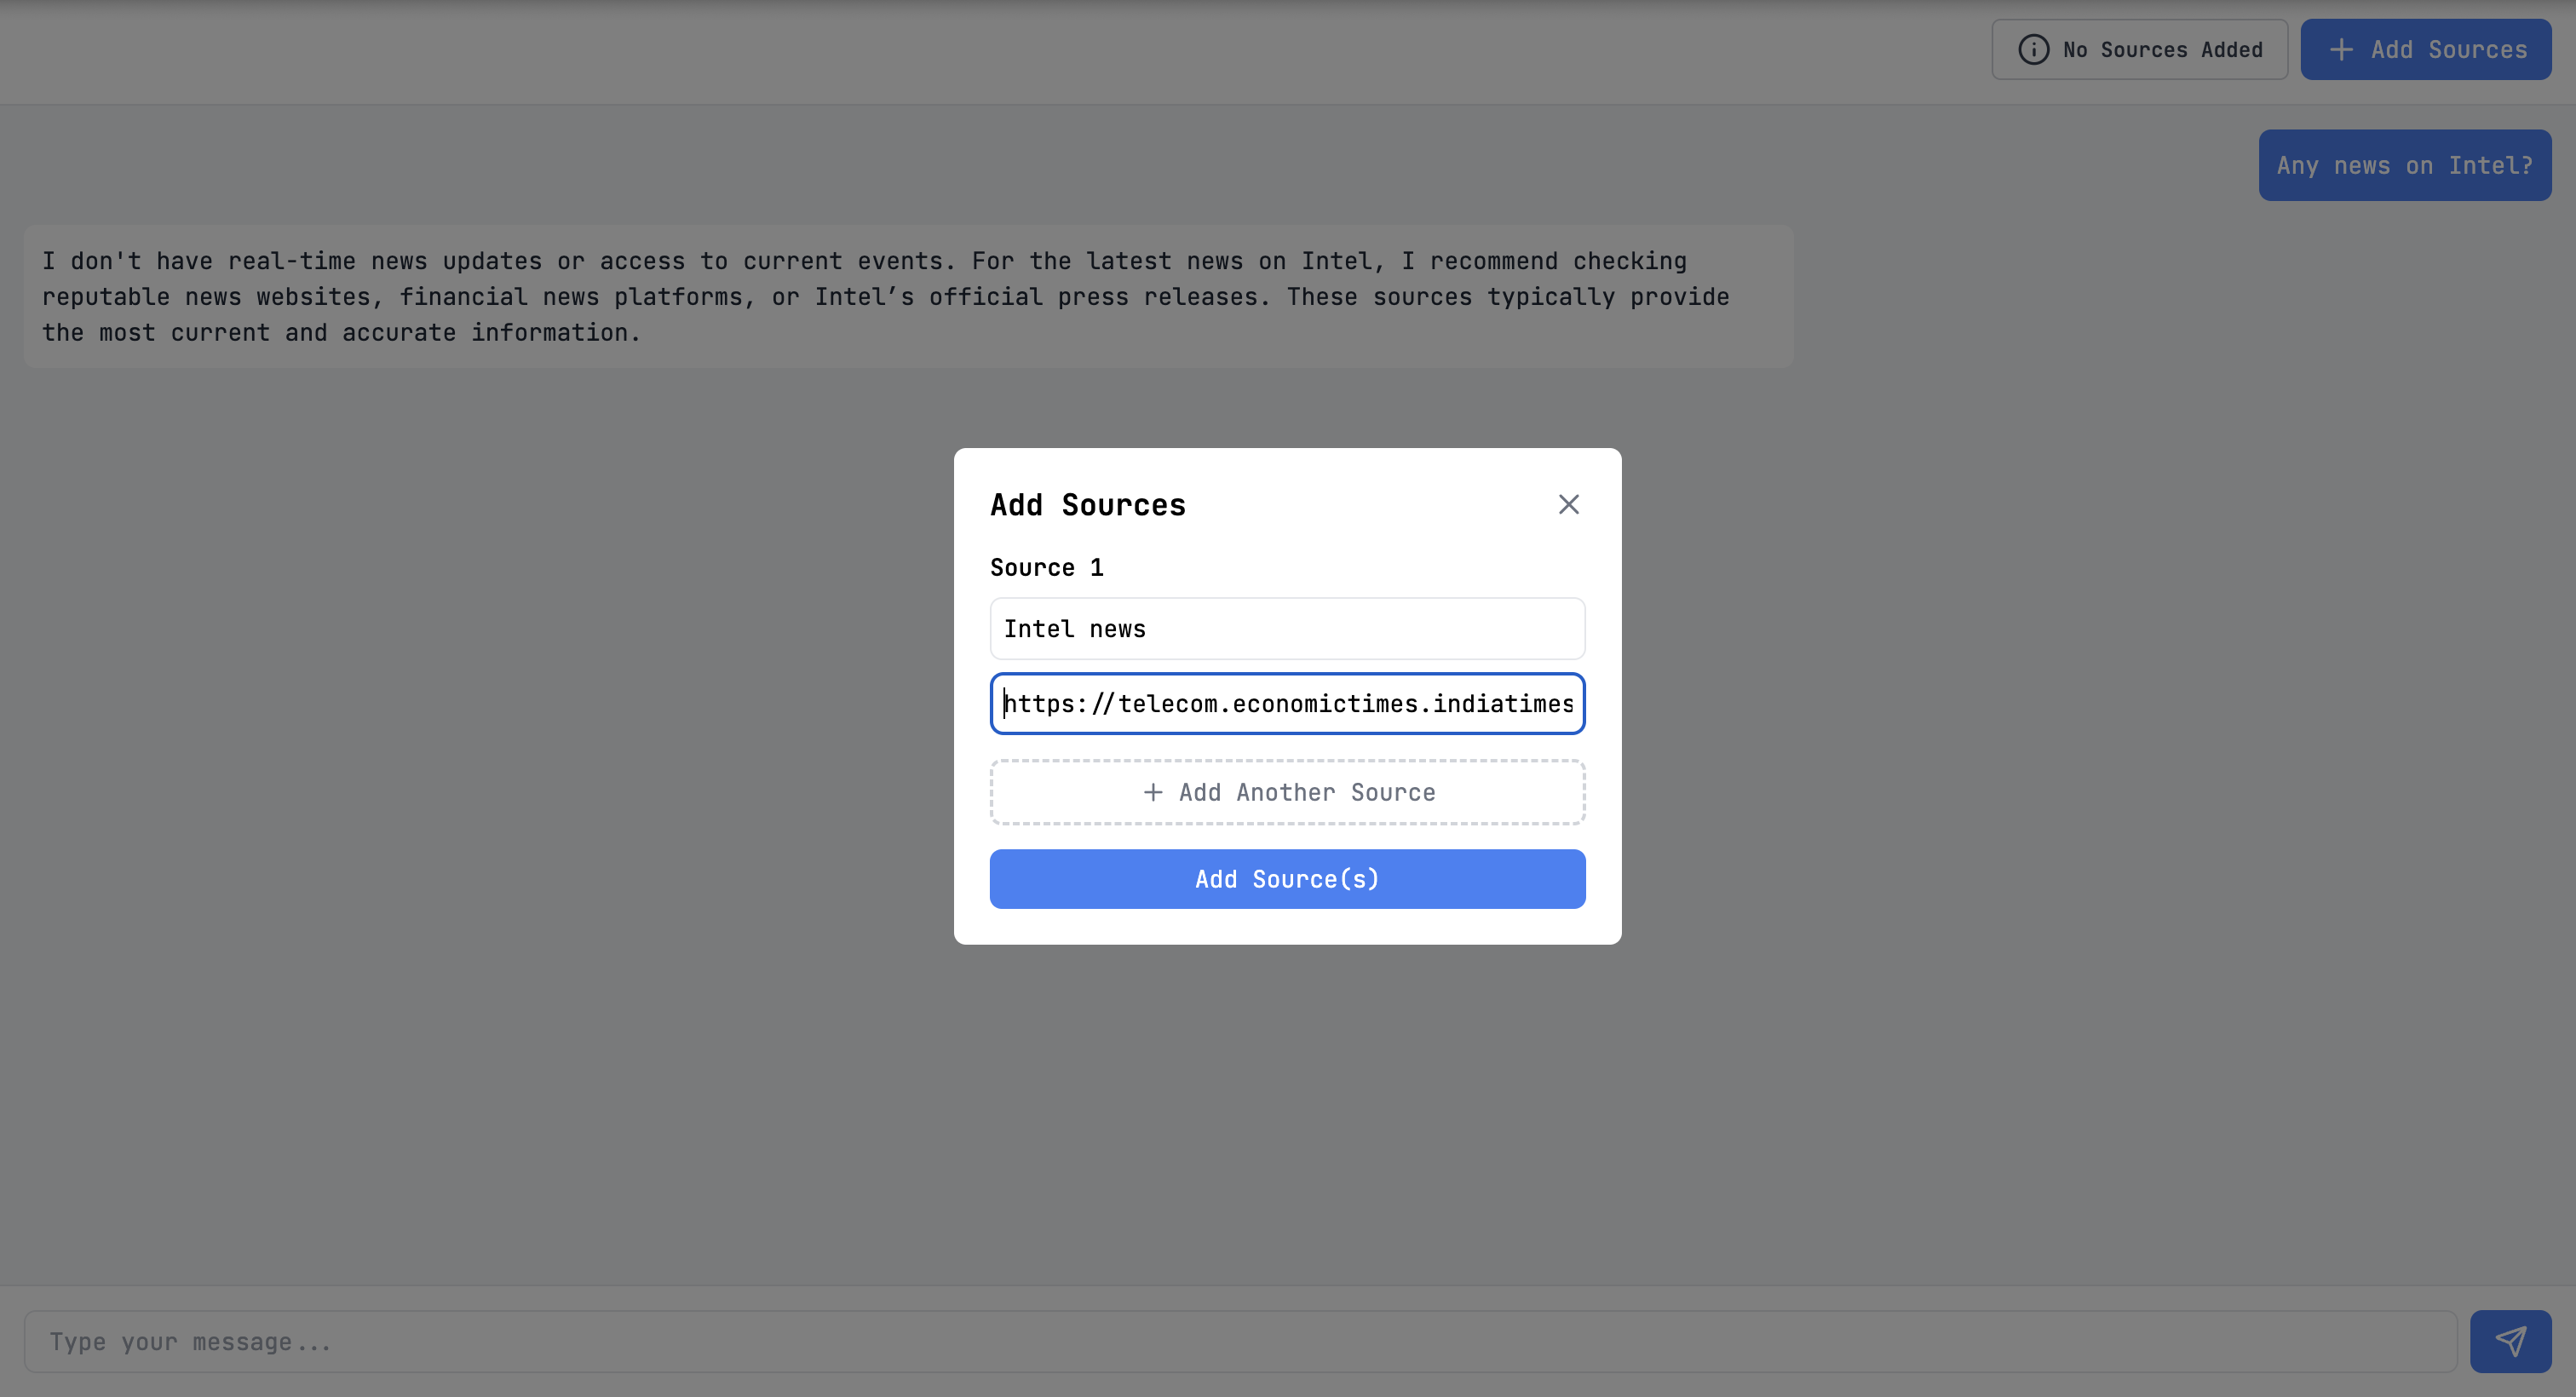 No Sources Added
+ Add Sources
Any news on Intel?
I don't have real-time news updates or access to current events. For the latest news on Intel, I recommend checking
reputable news websites, financial news platforms, or Intel’s official press releases. These sources typically provide
the most current and accurate information.
Add Sources
Source 1
Intel news
https://telecom.economictimes.indiatimes
+ Add Another Source
Add Source(s)
Type your message...